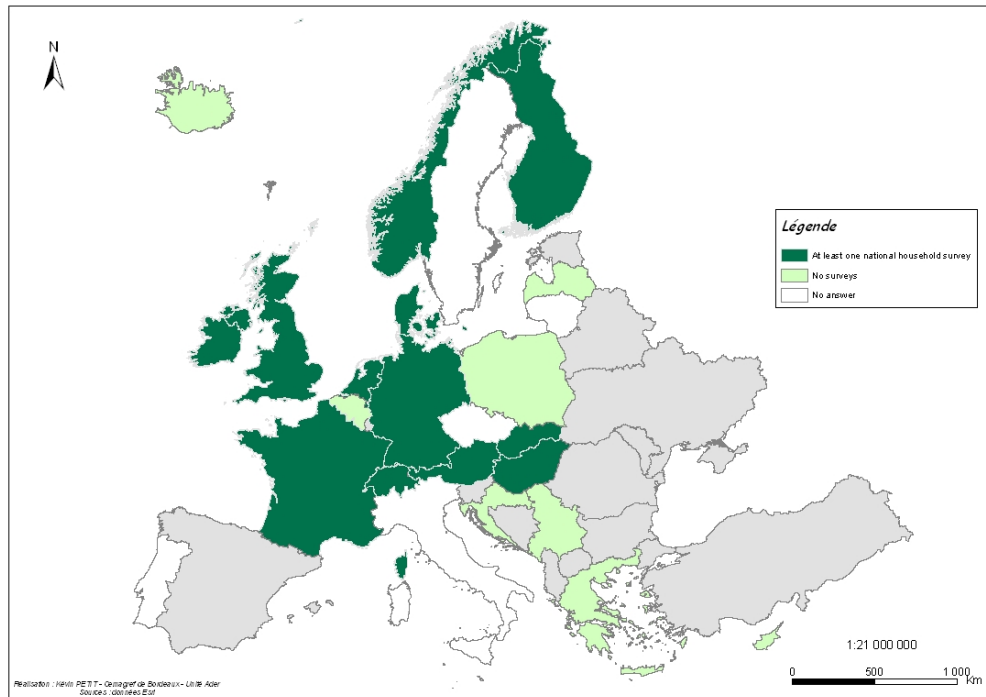 N
Légende
At least one national household survey
No surveys
No answer
1:21 000 000
0 500 1 000
Km
Réalisation : Kévin PETIT - Cemagref de Bordeaux - Unité Ader
Sources : données Esri